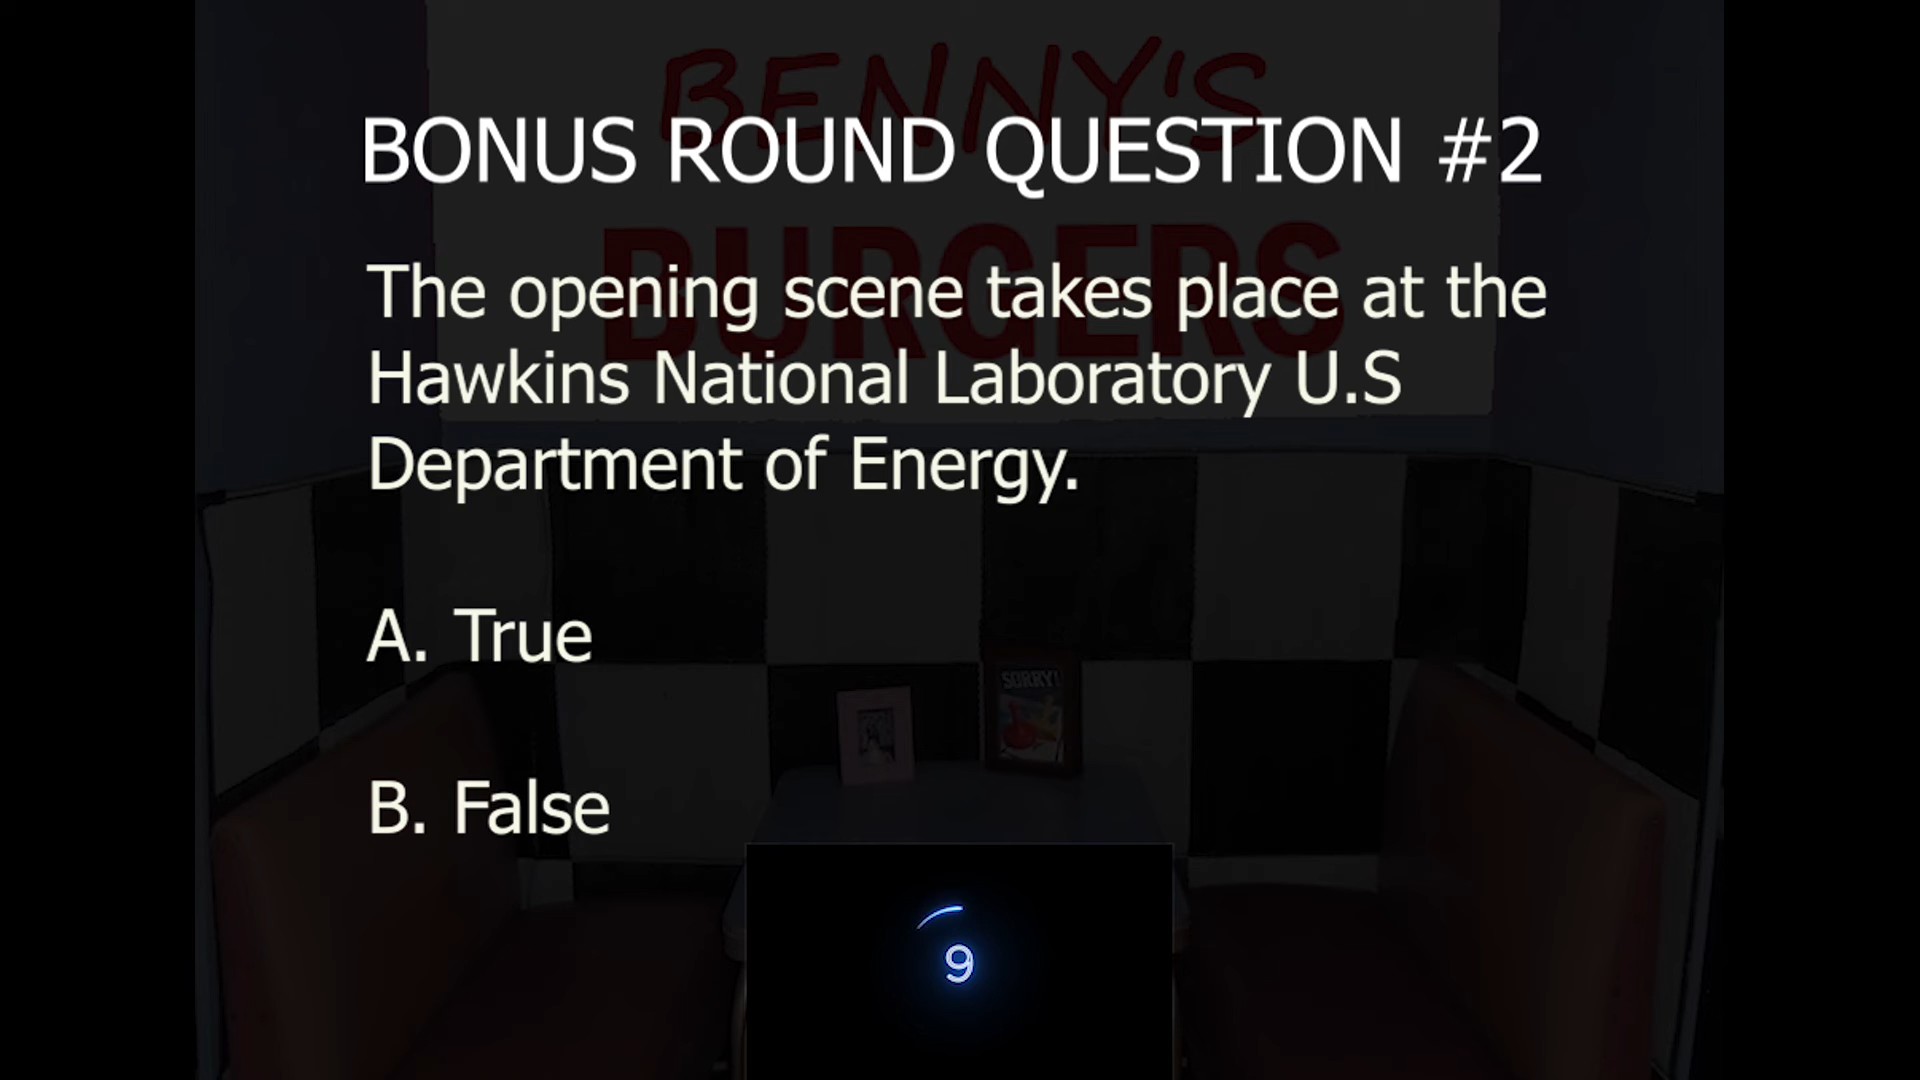 BENNY'S
BONUS ROUND QUESTION #2
BURGERS
The opening scene takes place at the
Hawkins National Laboratory U.S
Department of Energy.
A. True
SORRY!
B. False
9